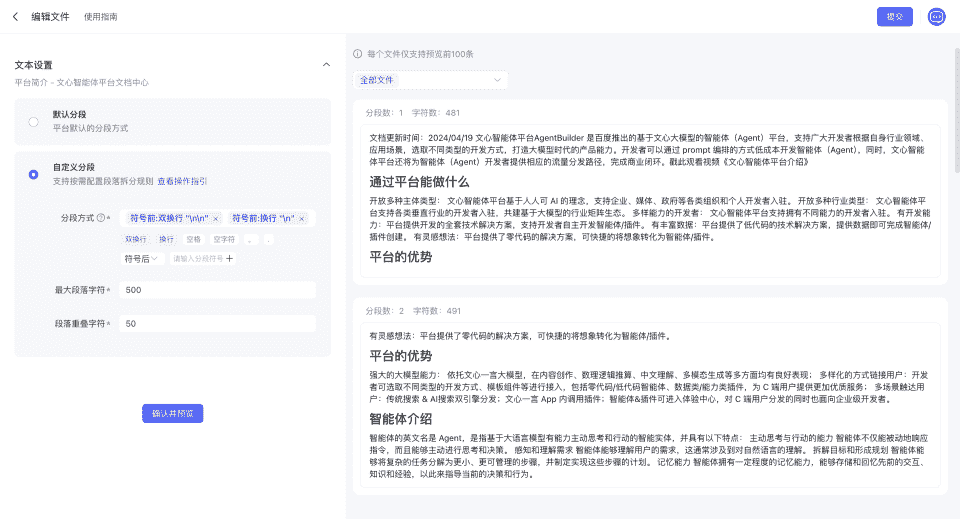 编辑文件 使用指南
提交
文本设置
平台简介 - 文心智能体平台文档中心
默认分段
平台默认的分段方式
自定义分段
支持按需配置段落拆分规则 查看操作指引
分段方式 * 符号前:双换行 "\n\n" × 符号前:换行 "\n" ×
双换行 换行 空格 空字符 。 .
符号后 请输入分段符号 +
最大段落字符* 500
段落重叠字符* 50
确认并预览
每个文件仅支持预览前100条
全部文件
分段数：1 字符数：481
文档更新时间：2024/04/19 文心智能体平台AgentBuilder 是百度推出的基于文心大模型的智能体（Agent）平台，支持广大开发者根据自身行业领域、
应用场景，选取不同类型的开发方式，打造大模型时代的产品能力。开发者可以通过 prompt 编排的方式低成本开发智能体（Agent），同时，文心智能
体平台还将为智能体（Agent）开发者提供相应的流量分发路径，完成商业闭环。戳此观看视频《文心智能体平台介绍》
通过平台能做什么
开放多种主体类型： 文心智能体平台基于人人可 AI 的理念，支持企业、媒体、政府等各类组织和个人开发者入驻。 开放多种行业类型： 文心智能体平
台支持各类垂直行业的开发者入驻，共建基于大模型的行业矩阵生态。 多样能力的开发者： 文心智能体平台支持拥有不同能力的开发者入驻。 有开发能
力：平台提供开发的全套技术解决方案，支持开发者自主开发智能体/插件。 有丰富数据：平台提供了低代码的技术解决方案，提供数据即可完成智能体/
插件创建。 有灵感想法：平台提供了零代码的解决方案，可快捷的将想象转化为智能体/插件。
平台的优势
分段数：2 字符数：491
有灵感想法：平台提供了零代码的解决方案，可快捷的将想象转化为智能体/插件。
平台的优势
强大的大模型能力： 依托文心一言大模型，在内容创作、数理逻辑推算、中文理解、多模态生成等多方面均有良好表现； 多样化的方式链接用户：开发
者可选取不同类型的开发方式、模板组件等进行接入，包括零代码/低代码智能体、数据类/能力类插件，为 C 端用户提供更加优质服务； 多场景触达用
户：传统搜索 & AI搜索双引擎分发；文心一言 App 内调用插件；智能体&插件可进入体验中心，对 C 端用户分发的同时也面向企业级开发者。
智能体介绍
智能体的英文名是 Agent，是指基于大语言模型有能力主动思考和行动的智能实体，并具有以下特点： 主动思考与行动的能力 智能体不仅能被动地响应
指令，而且能够主动进行思考和决策。 感知和理解需求 智能体能够理解用户的需求，这通常涉及到对自然语言的理解。 拆解目标和形成规划 智能体能
够将复杂的任务分解为更小、更可管理的步骤，并制定实现这些步骤的计划。 记忆能力 智能体拥有一定程度的记忆能力，能够存储和回忆先前的交互、
知识和经验，以此来指导当前的决策和行为。